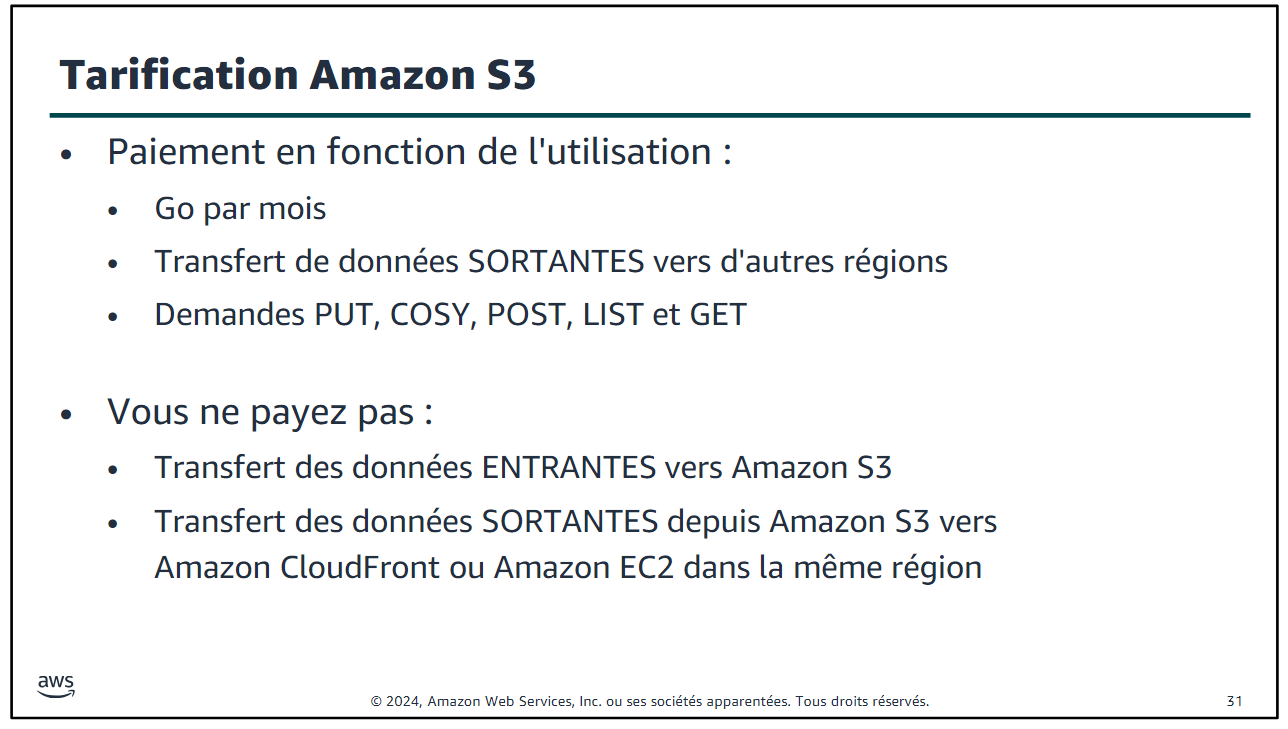 Tarification Amazon S3
• Paiement en fonction de l'utilisation :
• Go par mois
• Transfert de données SORTANTES vers d'autres régions
• Demandes PUT, COSY, POST, LIST et GET
• Vous ne payez pas :
• Transfert des données ENTRANTES vers Amazon S3
• Transfert des données SORTANTES depuis Amazon S3 vers
Amazon CloudFront ou Amazon EC2 dans la même région
aws
© 2024, Amazon Web Services, Inc. ou ses sociétés apparentées. Tous droits réservés.
31